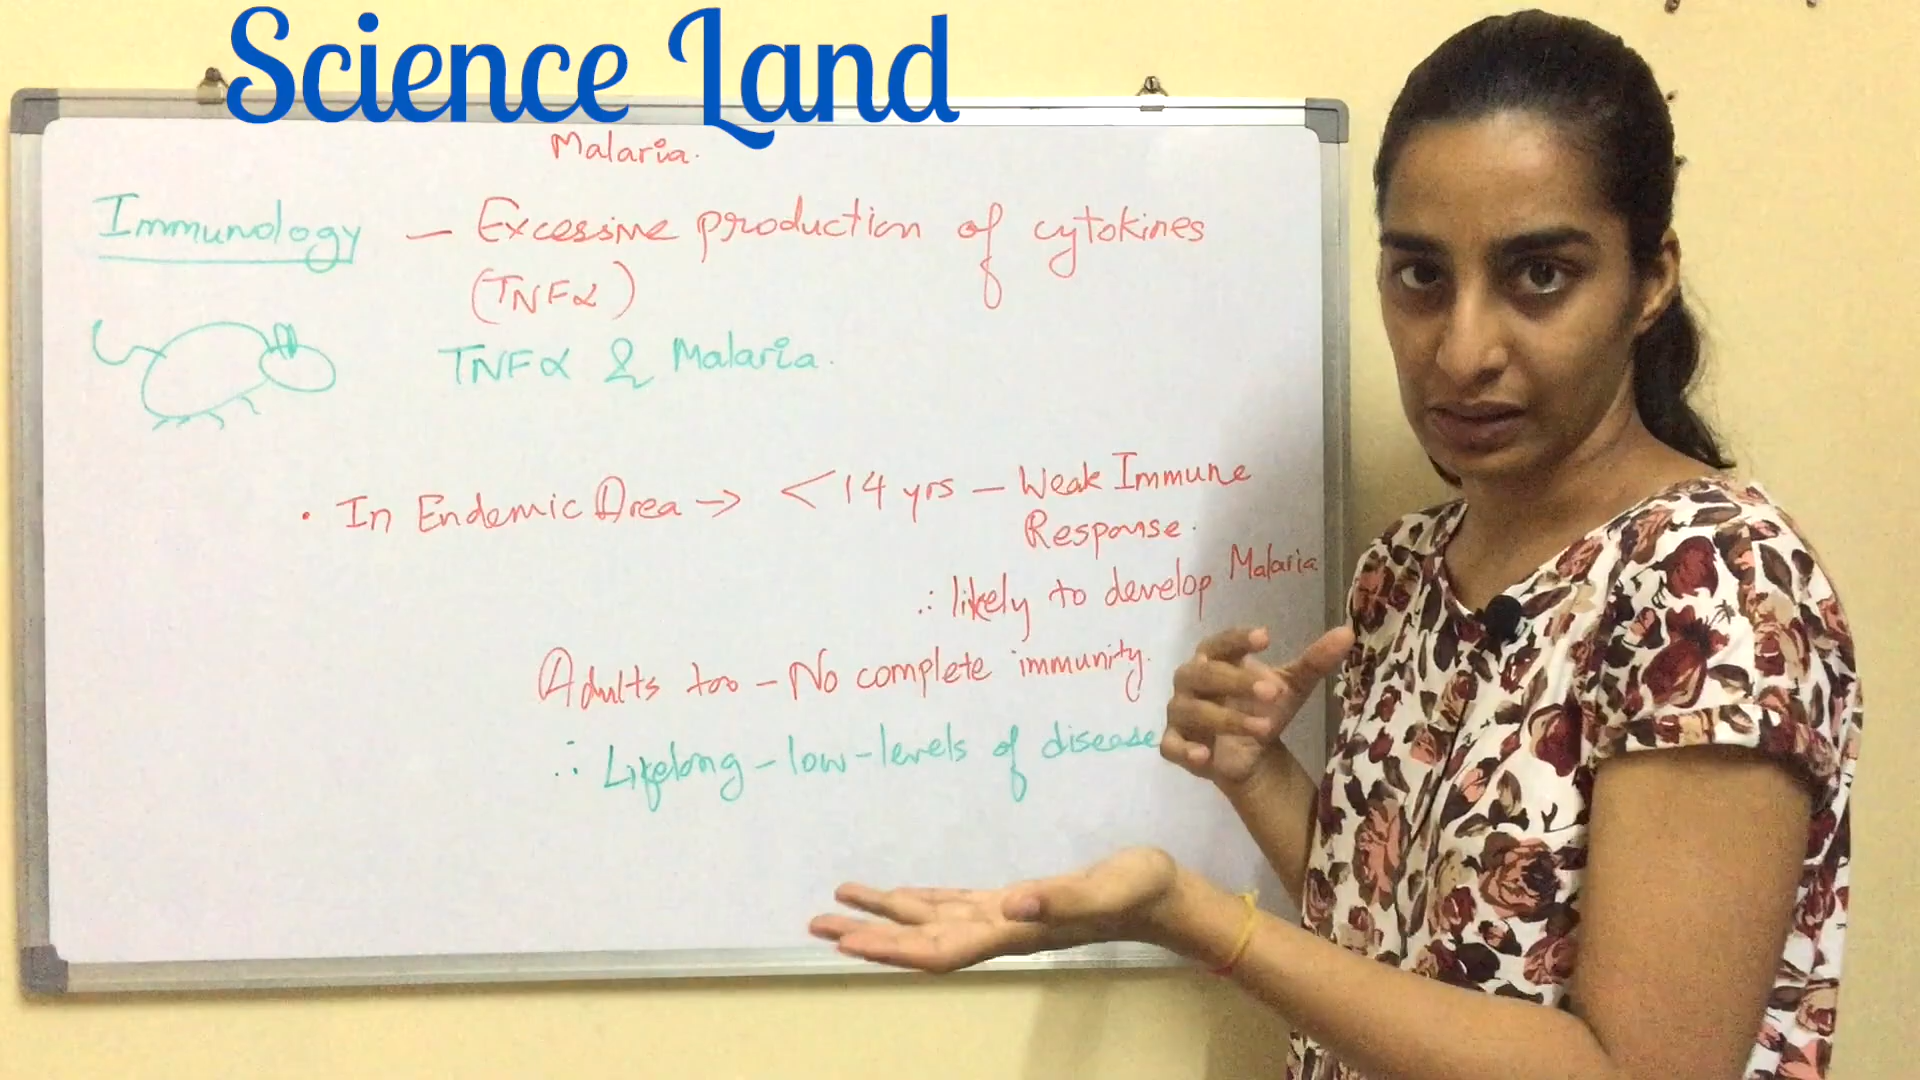 Science Land
Malaria.
Immunology — Excessive production of cytokines
(TNFα)
TNFα & Malaria.
• In Endemic Area → < 14 yrs — Weak Immune
Response.
∴ likely to develop Malaria
Adults too — No complete immunity.
∴ Lifelong - low - levels of disease